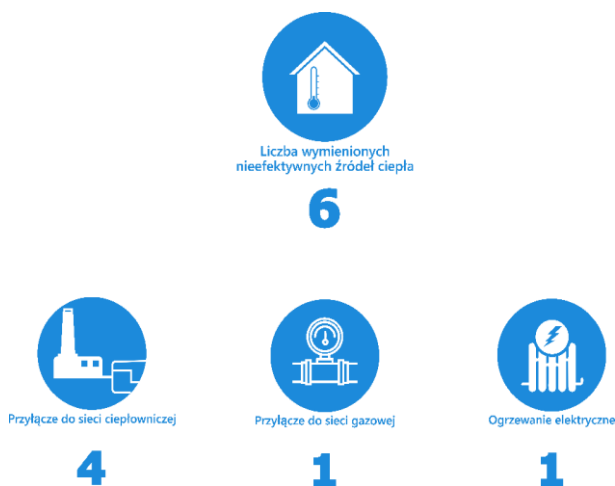 Liczba wymienionych
nieefektywnych źródeł ciepła
6
Przyłącze do sieci ciepłowniczej
4
Przyłącze do sieci gazowej
1
Ogrzewanie elektryczne
1